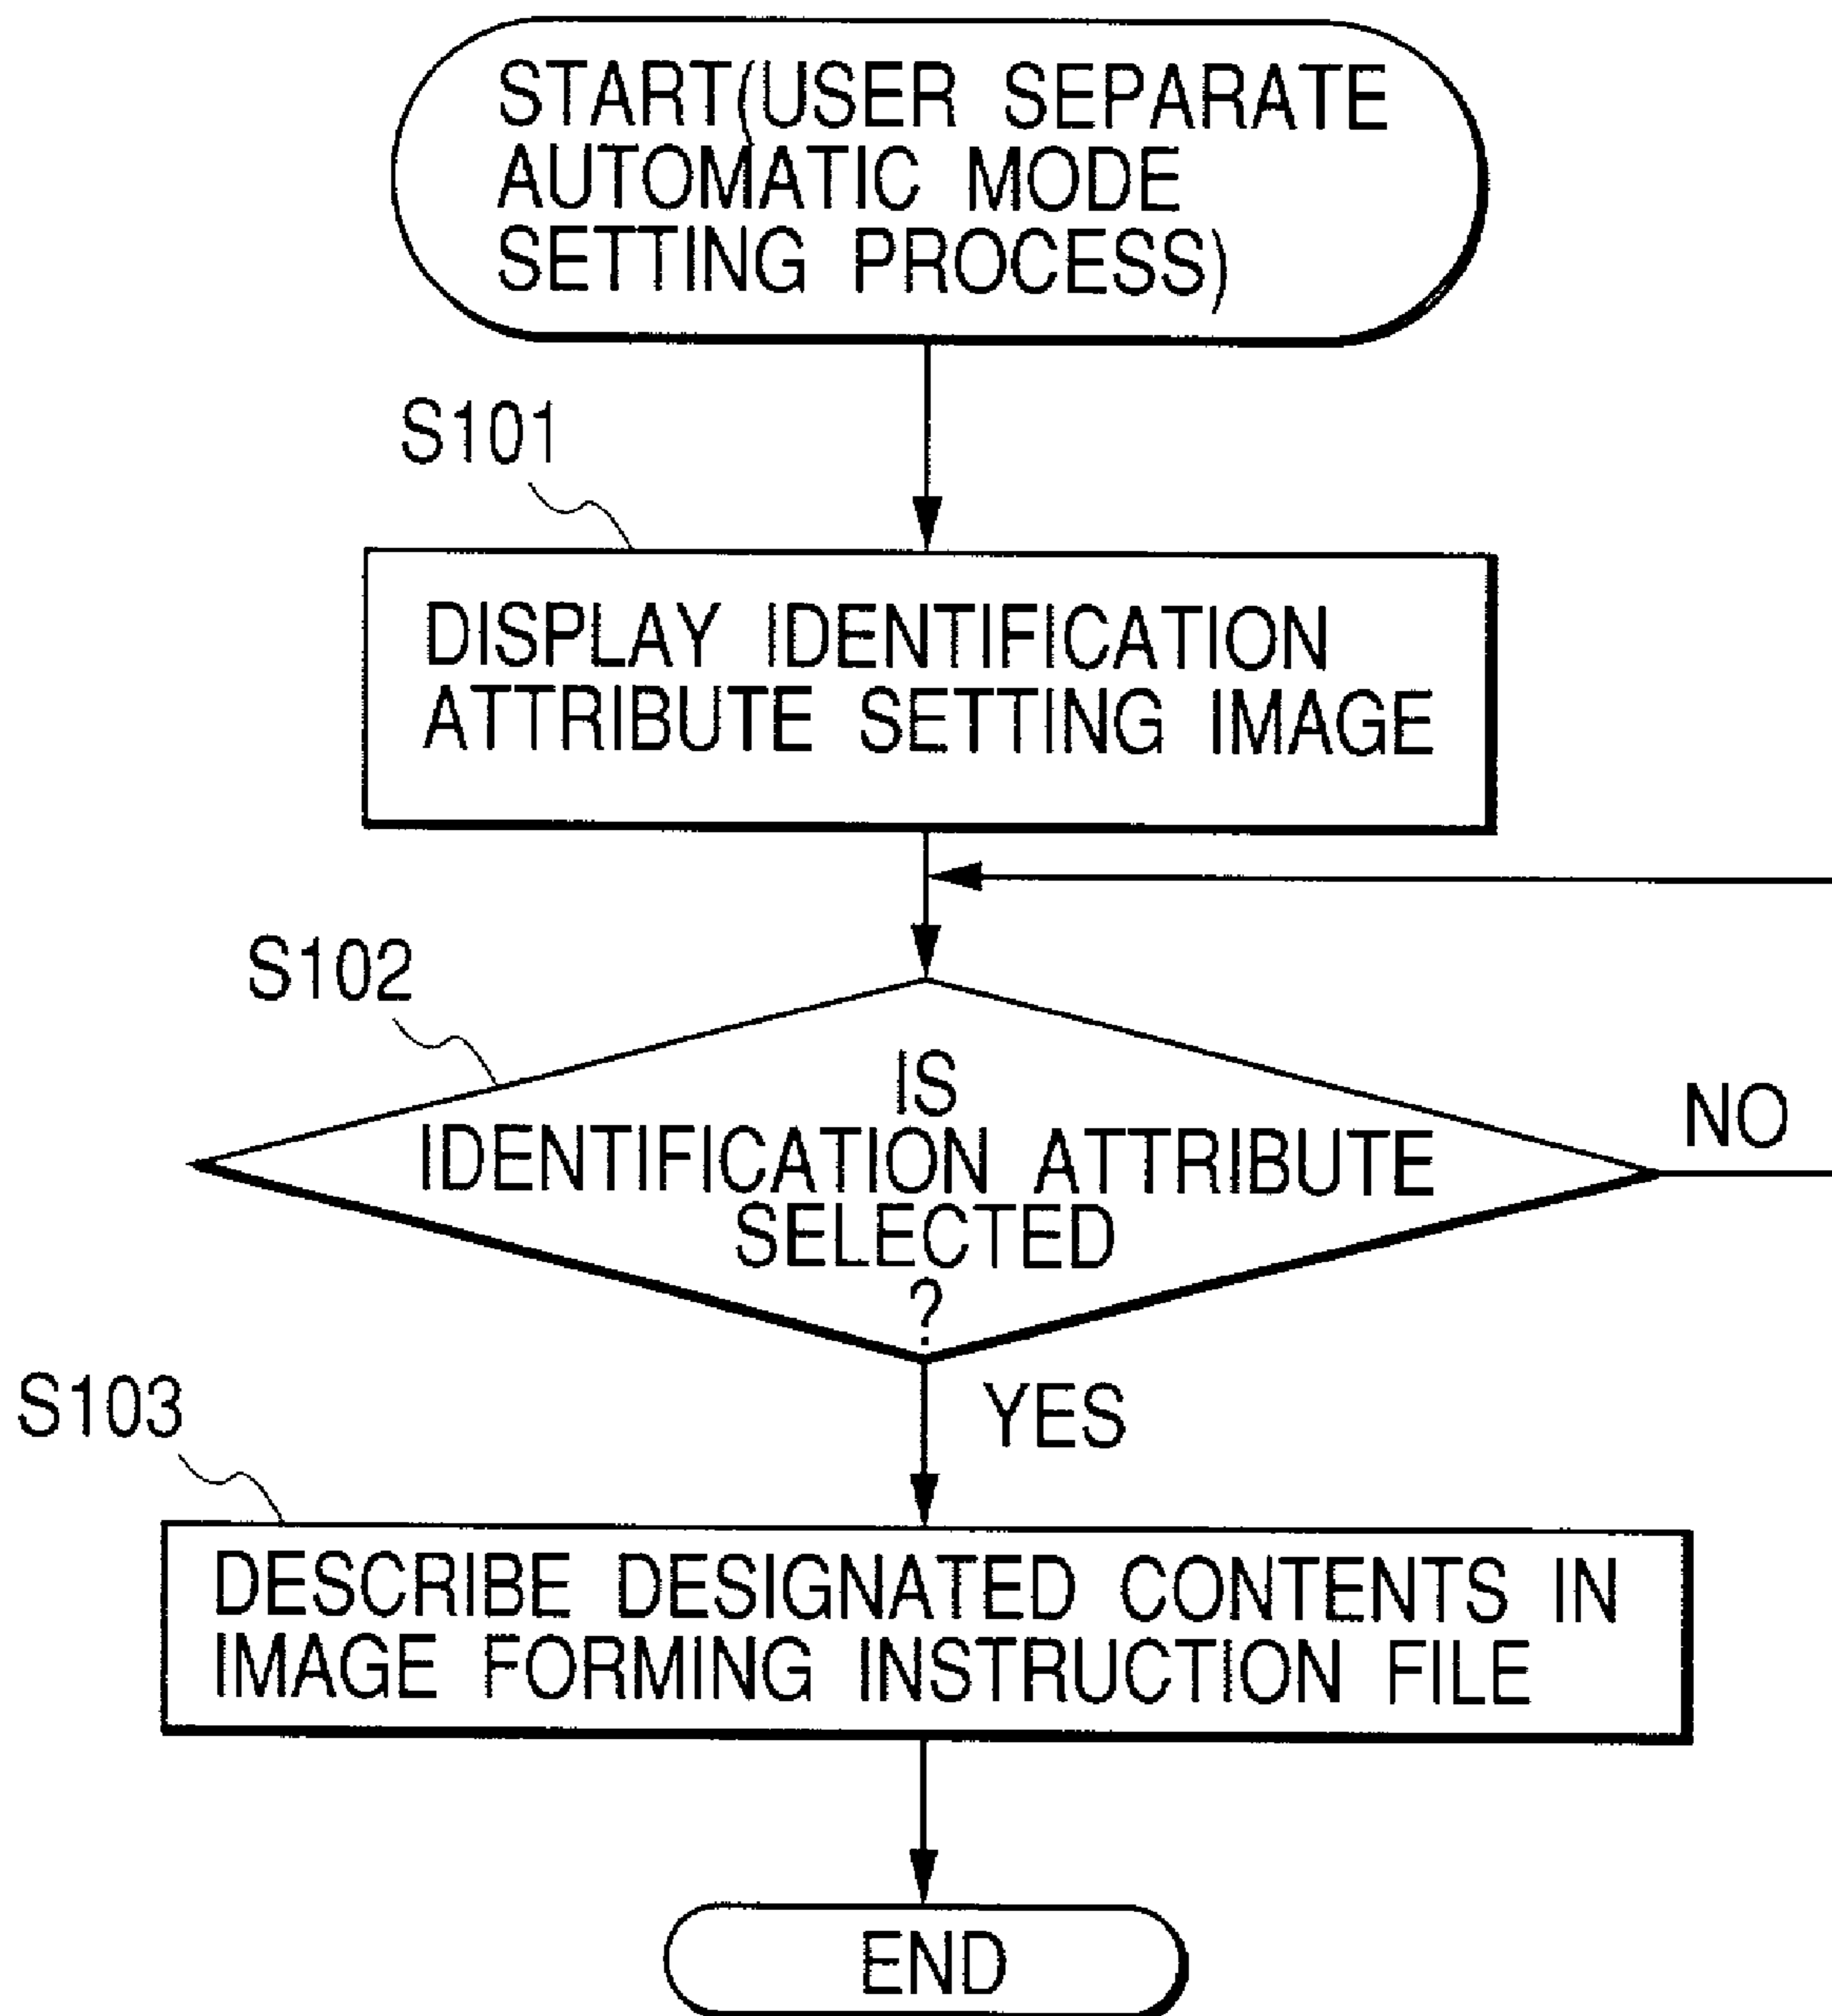 START(USER SEPARATE
AUTOMATIC MODE
SETTING PROCESS)
S101
DISPLAY IDENTIFICATION
ATTRIBUTE SETTING IMAGE
S102
IS
IDENTIFICATION ATTRIBUTE
SELECTED
?
NO
YES
S103
DESCRIBE DESIGNATED CONTENTS IN
IMAGE FORMING INSTRUCTION FILE
END